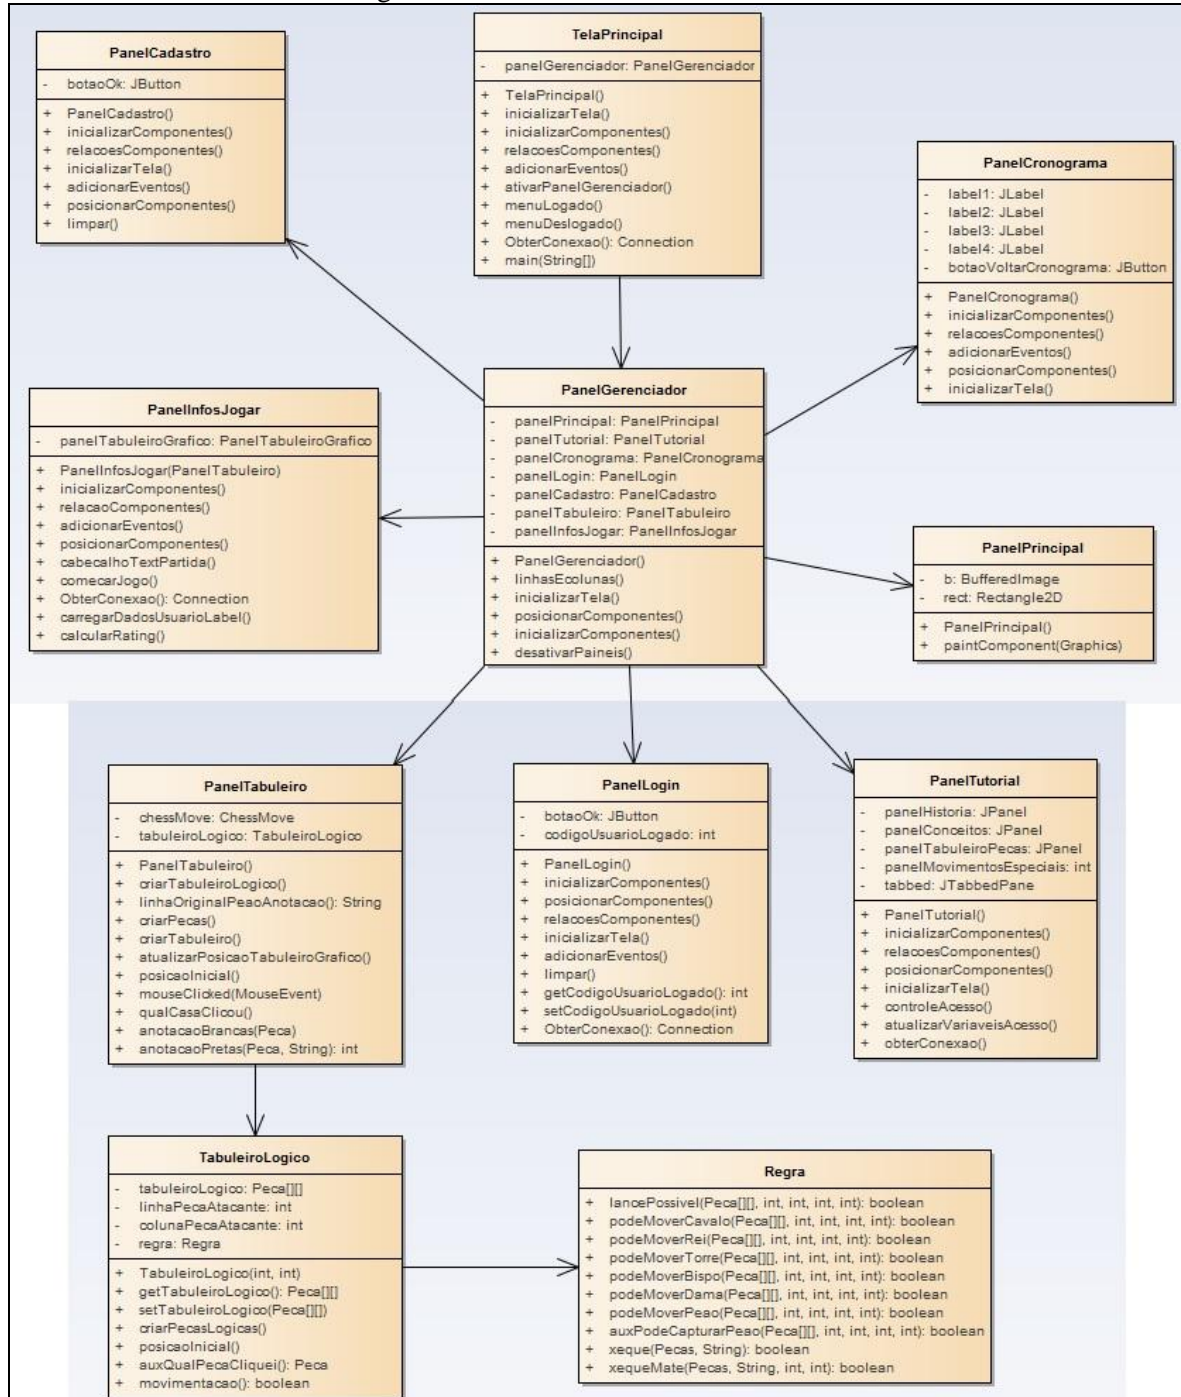 PanelCadastro
- botaoOk: JButton
+ PanelCadastro()
+ inicializarComponentes()
+ relacoesComponentes()
+ inicializarTela()
+ adicionarEventos()
+ posicionarComponentes()
+ limpar()
TelaPrincipal
- panelGerenciador: PanelGerenciador
+ TelaPrincipal()
+ inicializarTela()
+ inicializarComponentes()
+ relacoesComponentes()
+ adicionarEventos()
+ ativarPanelGerenciador()
+ menuLogado()
+ menuDeslogado()
+ ObterConexao(): Connection
+ main(String[])
PanelCronograma
- label1: JLabel
- label2: JLabel
- label3: JLabel
- label4: JLabel
- botaoVoltarCronograma: JButton
+ PanelCronograma()
+ inicializarComponentes()
+ relacoesComponentes()
+ adicionarEventos()
+ posicionarComponentes()
+ inicializarTela()
PanelInfosJogar
- panelTabuleiroGrafico: PanelTabuleiroGrafico
+ PanelInfosJogar(PanelTabuleiro)
+ inicializarComponentes()
+ relacaoComponentes()
+ adicionarEventos()
+ posicionarComponentes()
+ cabecalhoTextPartida()
+ comecarJogo()
+ ObterConexao(): Connection
+ carregarDadosUsuarioLabel()
+ calcularRating()
PanelGerenciador
- panelPrincipal: PanelPrincipal
- panelTutorial: PanelTutorial
- panelCronograma: PanelCronograma
- panelLogin: PanelLogin
- panelCadastro: PanelCadastro
- panelTabuleiro: PanelTabuleiro
- panelInfosJogar: PanelInfosJogar
+ PanelGerenciador()
+ linhasEcolunas()
+ inicializarTela()
+ posicionarComponentes()
+ inicializarComponentes()
+ desativarPaineis()
PanelPrincipal
- b: BufferedImage
- rect: Rectangle2D
+ PanelPrincipal()
+ paintComponent(Graphics)
PanelTabuleiro
- chessMove: ChessMove
- tabuleiroLogico: TabuleiroLogico
+ PanelTabuleiro()
+ criarTabuleiroLogico()
+ linhaOriginalPeaoAnotacao(): String
+ criarPecas()
+ criarTabuleiro()
+ atualizarPosicaoTabuleiroGrafico()
+ posicaoInicial()
+ mouseClicked(MouseEvent)
+ qualCasaClicou()
+ anotacaoBrancas(Peca)
+ anotacaoPretas(Peca, String): int
PanelLogin
- botaoOk: JButton
- codigoUsuarioLogado: int
+ PanelLogin()
+ inicializarComponentes()
+ posicionarComponentes()
+ relacoesComponentes()
+ inicializarTela()
+ adicionarEventos()
+ limpar()
+ getCodigoUsuarioLogado(): int
+ setCodigoUsuarioLogado(int)
+ ObterConexao(): Connection
PanelTutorial
- panelHistoria: JPanel
- panelConceitos: JPanel
- panelTabuleiroPecas: JPanel
- panelMovimentosEspeciais: int
- tabbed: JTabbedPane
+ PanelTutorial()
+ inicializarComponentes()
+ relacoesComponentes()
+ posicionarComponentes()
+ inicializarTela()
+ controleAcesso()
+ atualizarVariaveisAcesso()
+ obterConexao()
TabuleiroLogico
- tabuleiroLogico: Peca[][]
- linhaPecaAtacante: int
- colunaPecaAtacante: int
- regra: Regra
+ TabuleiroLogico(int, int)
+ getTabuleiroLogico(): Peca[][]
+ setTabuleiroLogico(Peca[][])
+ criarPecasLogicas()
+ posicaoInicial()
+ auxQualPecaCliquei(): Peca
+ movimentacao(): boolean
Regra
+ lancePossivel(Peca[][], int, int, int, int): boolean
+ podeMoverCavalo(Peca[][], int, int, int, int): boolean
+ podeMoverRei(Peca[][], int, int, int, int): boolean
+ podeMoverTorre(Peca[][], int, int, int, int): boolean
+ podeMoverBispo(Peca[][], int, int, int, int): boolean
+ podeMoverDama(Peca[][], int, int, int, int): boolean
+ podeMoverPeao(Peca[][], int, int, int, int): boolean
+ auxPodeCapturarPeao(Peca[][], int, int, int, int): boolean
+ xeque(Pecas, String): boolean
+ xequeMate(Pecas, String, int, int): boolean